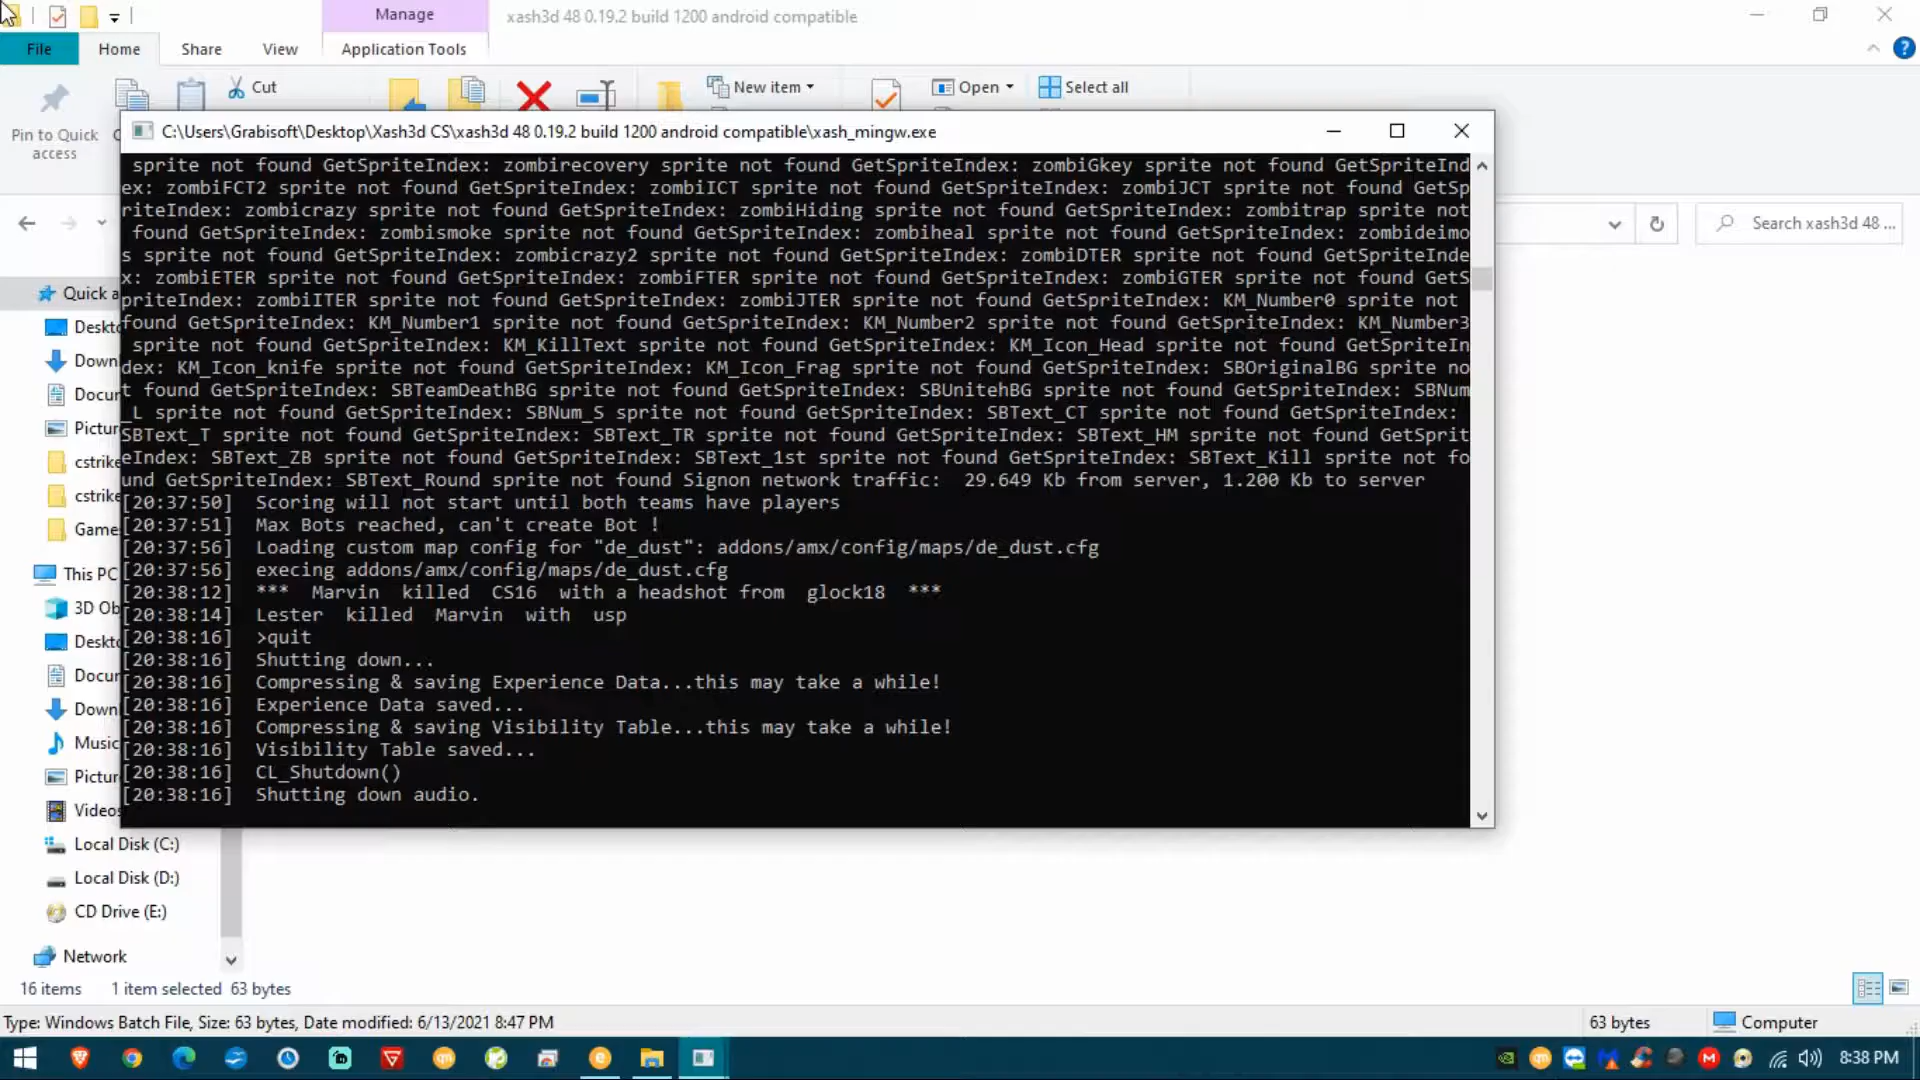 Manage
xash3d 48 0.19.2 build 1200 android compatible
File
Home
Share
View
Application Tools
Cut
New item
Open
Select all
Pin to Quick
access
C:\Users\Grabisoft\Desktop\Xash3d CS\xash3d 48 0.19.2 build 1200 android compatible\xash_mingw.exe
sprite not found GetSpriteIndex: zombirecovery sprite not found GetSpriteIndex: zombiGkey sprite not found GetSpriteInd
ex: zombiFCT2 sprite not found GetSpriteIndex: zombiICT sprite not found GetSpriteIndex: zombiJCT sprite not found GetSp
riteIndex: zombicrazy sprite not found GetSpriteIndex: zombiHiding sprite not found GetSpriteIndex: zombitrap sprite not
found GetSpriteIndex: zombismoke sprite not found GetSpriteIndex: zombiheal sprite not found GetSpriteIndex: zombideimo
s sprite not found GetSpriteIndex: zombicrazy2 sprite not found GetSpriteIndex: zombiDTER sprite not found GetSpriteInde
x: zombiETER sprite not found GetSpriteIndex: zombiFTER sprite not found GetSpriteIndex: zombiGTER sprite not found GetS
priteIndex: zombiITER sprite not found GetSpriteIndex: zombiJTER sprite not found GetSpriteIndex: KM_Number0 sprite not
found GetSpriteIndex: KM_Number1 sprite not found GetSpriteIndex: KM_Number2 sprite not found GetSpriteIndex: KM_Number3
sprite not found GetSpriteIndex: KM_KillText sprite not found GetSpriteIndex: KM_Icon_Head sprite not found GetSpriteIn
dex: KM_Icon_knife sprite not found GetSpriteIndex: KM_Icon_Frag sprite not found GetSpriteIndex: SBOriginalBG sprite no
t found GetSpriteIndex: SBTeamDeathBG sprite not found GetSpriteIndex: SBUnitehBG sprite not found GetSpriteIndex: SBNum
_L sprite not found GetSpriteIndex: SBNum_S sprite not found GetSpriteIndex: SBText_CT sprite not found GetSpriteIndex:
SBText_T sprite not found GetSpriteIndex: SBText_TR sprite not found GetSpriteIndex: SBText_HM sprite not found GetSprit
eIndex: SBText_ZB sprite not found GetSpriteIndex: SBText_1st sprite not found GetSpriteIndex: SBText_Kill sprite not fo
und GetSpriteIndex: SBText_Round sprite not found Signon network traffic:  29.649 Kb from server, 1.200 Kb to server
[20:37:50]  Scoring will not start until both teams have players
[20:37:51]  Max Bots reached, can't create Bot !
[20:37:56]  Loading custom map config for "de_dust": addons/amx/config/maps/de_dust.cfg
[20:37:56]  execing addons/amx/config/maps/de_dust.cfg
[20:38:12]  ***  Marvin  killed  CS16  with a headshot from  glock18  ***
[20:38:14]  Lester  killed  Marvin  with  usp
[20:38:16]  >quit
[20:38:16]  Shutting down...
[20:38:16]  Compressing & saving Experience Data...this may take a while!
[20:38:16]  Experience Data saved...
[20:38:16]  Compressing & saving Visibility Table...this may take a while!
[20:38:16]  Visibility Table saved...
[20:38:16]  CL_Shutdown()
[20:38:16]  Shutting down audio.
Search xash3d 48 ...
Quick a
Deskt
Down
Docur
Pictur
cstrike
cstrike
Game
This PC
3D Ob
Deskt
Docur
Down
Music
Pictur
Videos
Local Disk (C:)
Local Disk (D:)
CD Drive (E:)
Network
16 items
1 item selected  63 bytes
Type: Windows Batch File, Size: 63 bytes, Date modified: 6/13/2021 8:47 PM
63 bytes
Computer
8:38 PM